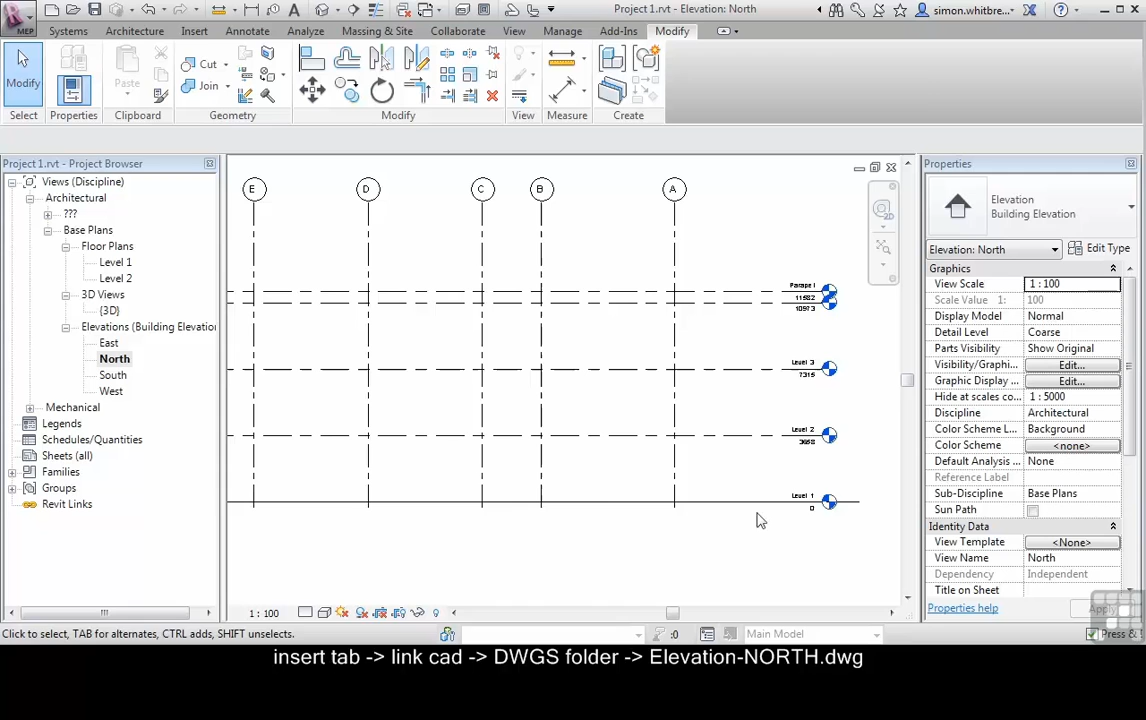 Project 1.rvt - Elevation: North
simon.whitbre...
MEP
Systems Architecture Insert Annotate Analyze Massing & Site Collaborate View Manage Add-Ins Modify
Modify
Cut
Join
Paste
Select Properties Clipboard Geometry Modify View Measure Create
Project 1.rvt - Project Browser
Views (Discipline)
Architectural
???
Base Plans
Floor Plans
Level 1
Level 2
3D Views
{3D}
Elevations (Building Elevation
East
North
South
West
Mechanical
Legends
Schedules/Quantities
Sheets (all)
Families
Groups
Revit Links
E D C B A
Parapet
11582
10973
Level 3
7315
Level 2
3658
Level 1
0
2D
1 : 100
Properties
Elevation
Building Elevation
Elevation: North
Edit Type
Graphics
View Scale 1 : 100
Scale Value 1: 100
Display Model Normal
Detail Level Coarse
Parts Visibility Show Original
Visibility/Graphi... Edit...
Graphic Display ... Edit...
Hide at scales co... 1 : 5000
Discipline Architectural
Color Scheme L... Background
Color Scheme <none>
Default Analysis ... None
Reference Label
Sub-Discipline Base Plans
Sun Path
Identity Data
View Template <None>
View Name North
Dependency Independent
Title on Sheet
Properties help
Apply
Click to select, TAB for alternates, CTRL adds, SHIFT unselects.
:0
Main Model
Press &
insert tab -> link cad -> DWGS folder -> Elevation-NORTH.dwg